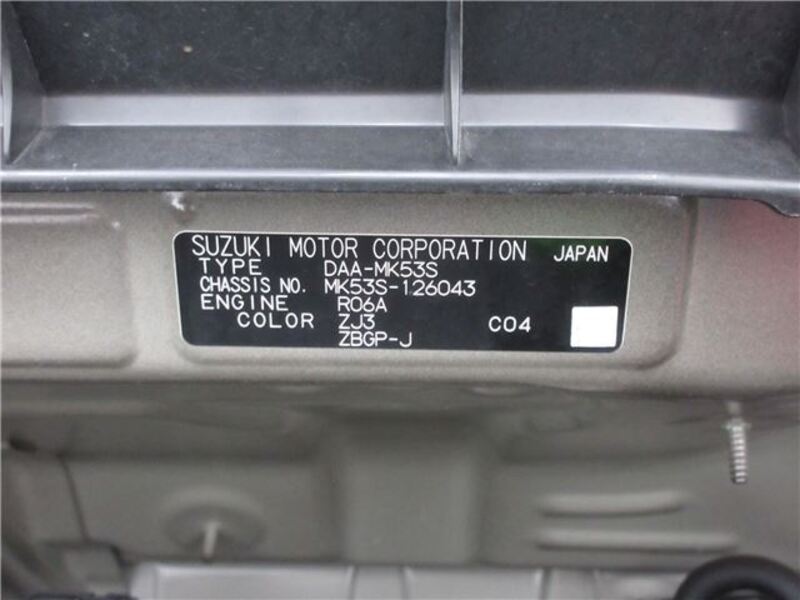 SUZUKI MOTOR CORPORATION JAPAN
TYPE DAA-MK53S
CHASSIS NO. MK53S-126043
ENGINE R06A
COLOR ZJ3 C04
ZBGP-J